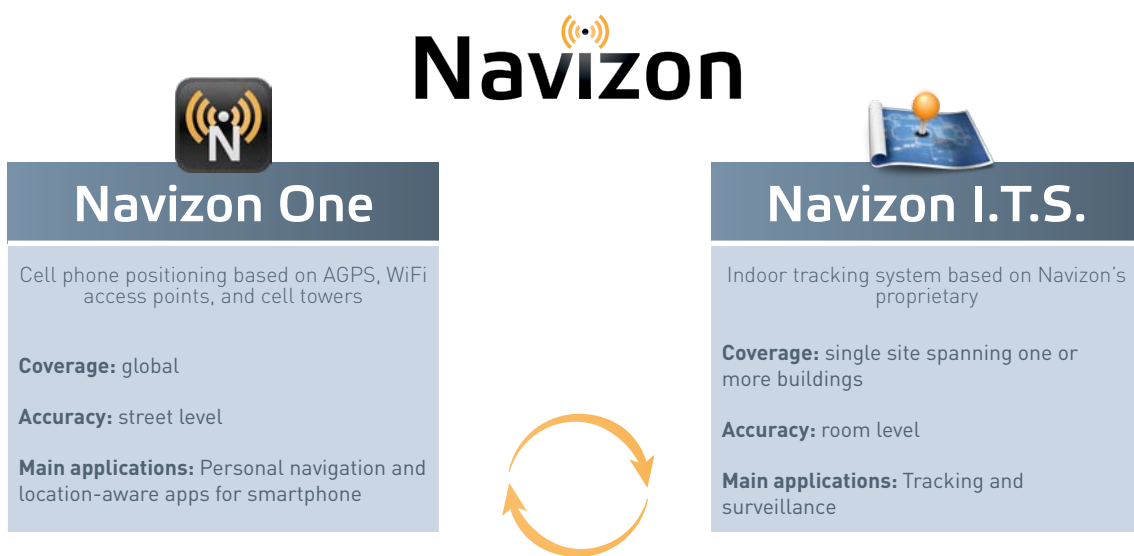 Navizon
N
Navizon One
Cell phone positioning based on AGPS, WiFi
access points, and cell towers
Coverage: global
Accuracy: street level
Main applications: Personal navigation and
location-aware apps for smartphone
Navizon I.T.S.
Indoor tracking system based on Navizon's
proprietary
Coverage: single site spanning one or
more buildings
Accuracy: room level
Main applications: Tracking and
surveillance